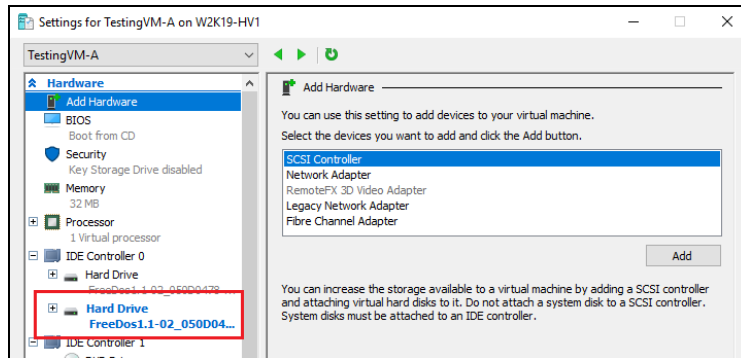 Settings for TestingVM-A on W2K19-HV1
TestingVM-A
Hardware
Add Hardware
BIOS
Boot from CD
Security
Key Storage Drive disabled
Memory
32 MB
Processor
1 Virtual processor
IDE Controller 0
Hard Drive
FreeDos1.1-02_050D0478-...
Hard Drive
FreeDos1.1-02_050D04...
IDE Controller 1
Add Hardware
You can use this setting to add devices to your virtual machine.
Select the devices you want to add and click the Add button.
SCSI Controller
Network Adapter
RemoteFX 3D Video Adapter
Legacy Network Adapter
Fibre Channel Adapter
Add
You can increase the storage available to a virtual machine by adding a SCSI controller
and attaching virtual hard disks to it. Do not attach a system disk to a SCSI controller.
System disks must be attached to an IDE controller.